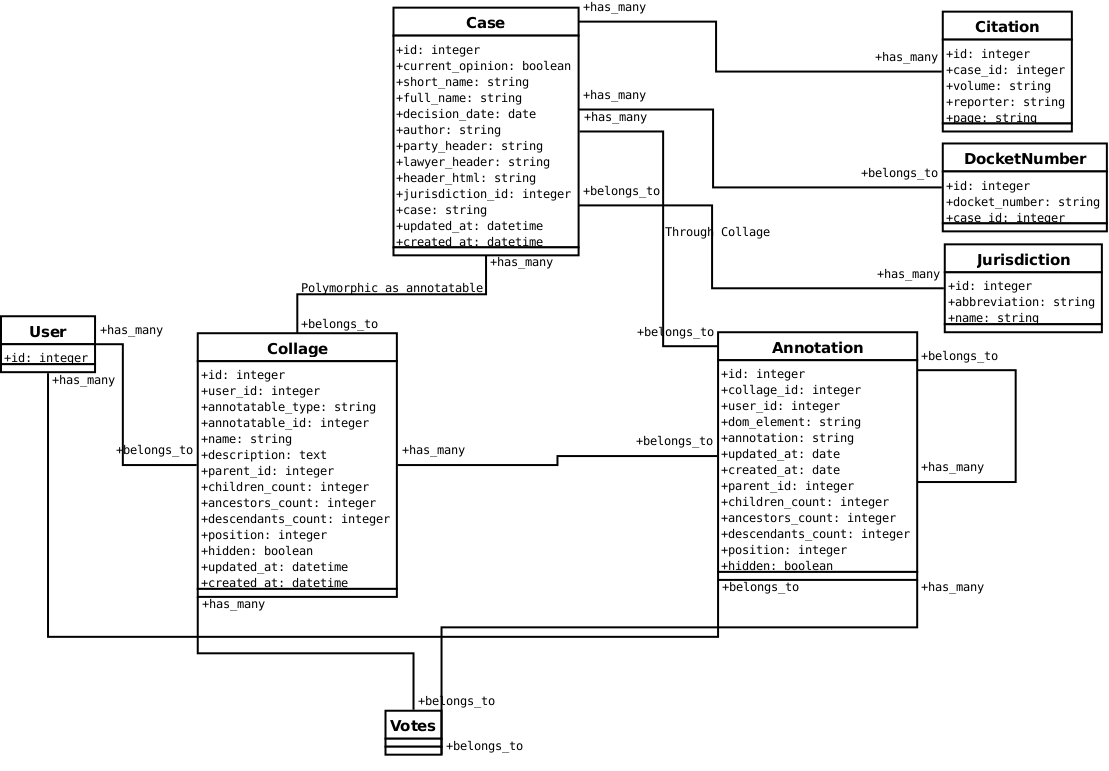 Case
+id: integer
+current_opinion: boolean
+short_name: string
+full_name: string
+decision_date: date
+author: string
+party_header: string
+lawyer_header: string
+header_html: string
+jurisdiction_id: integer
+case: string
+updated_at: datetime
+created_at: datetime
+has_many
+has_many
+has_many
+belongs_to
+has_many
Citation
+id: integer
+case_id: integer
+volume: string
+reporter: string
+page: string
+has_many
DocketNumber
+id: integer
+docket_number: string
+case_id: integer
+belongs_to
Through Collage
Jurisdiction
+id: integer
+abbreviation: string
+name: string
+has_many
Polymorphic as annotatable
+belongs_to
User
+id: integer
+has_many
+has_many
+belongs_to
Collage
+id: integer
+user_id: integer
+annotatable_type: string
+annotatable_id: integer
+name: string
+description: text
+parent_id: integer
+children_count: integer
+ancestors_count: integer
+descendants_count: integer
+position: integer
+hidden: boolean
+updated_at: datetime
+created_at: datetime
+has_many
+has_many
+belongs_to
+belongs_to
Annotation
+id: integer
+collage_id: integer
+user_id: integer
+dom_element: string
+annotation: string
+updated_at: date
+created_at: date
+parent_id: integer
+children_count: integer
+ancestors_count: integer
+descendants_count: integer
+position: integer
+hidden: boolean
+belongs_to
+has_many
+belongs_to
+has_many
+belongs_to
Votes
+belongs_to